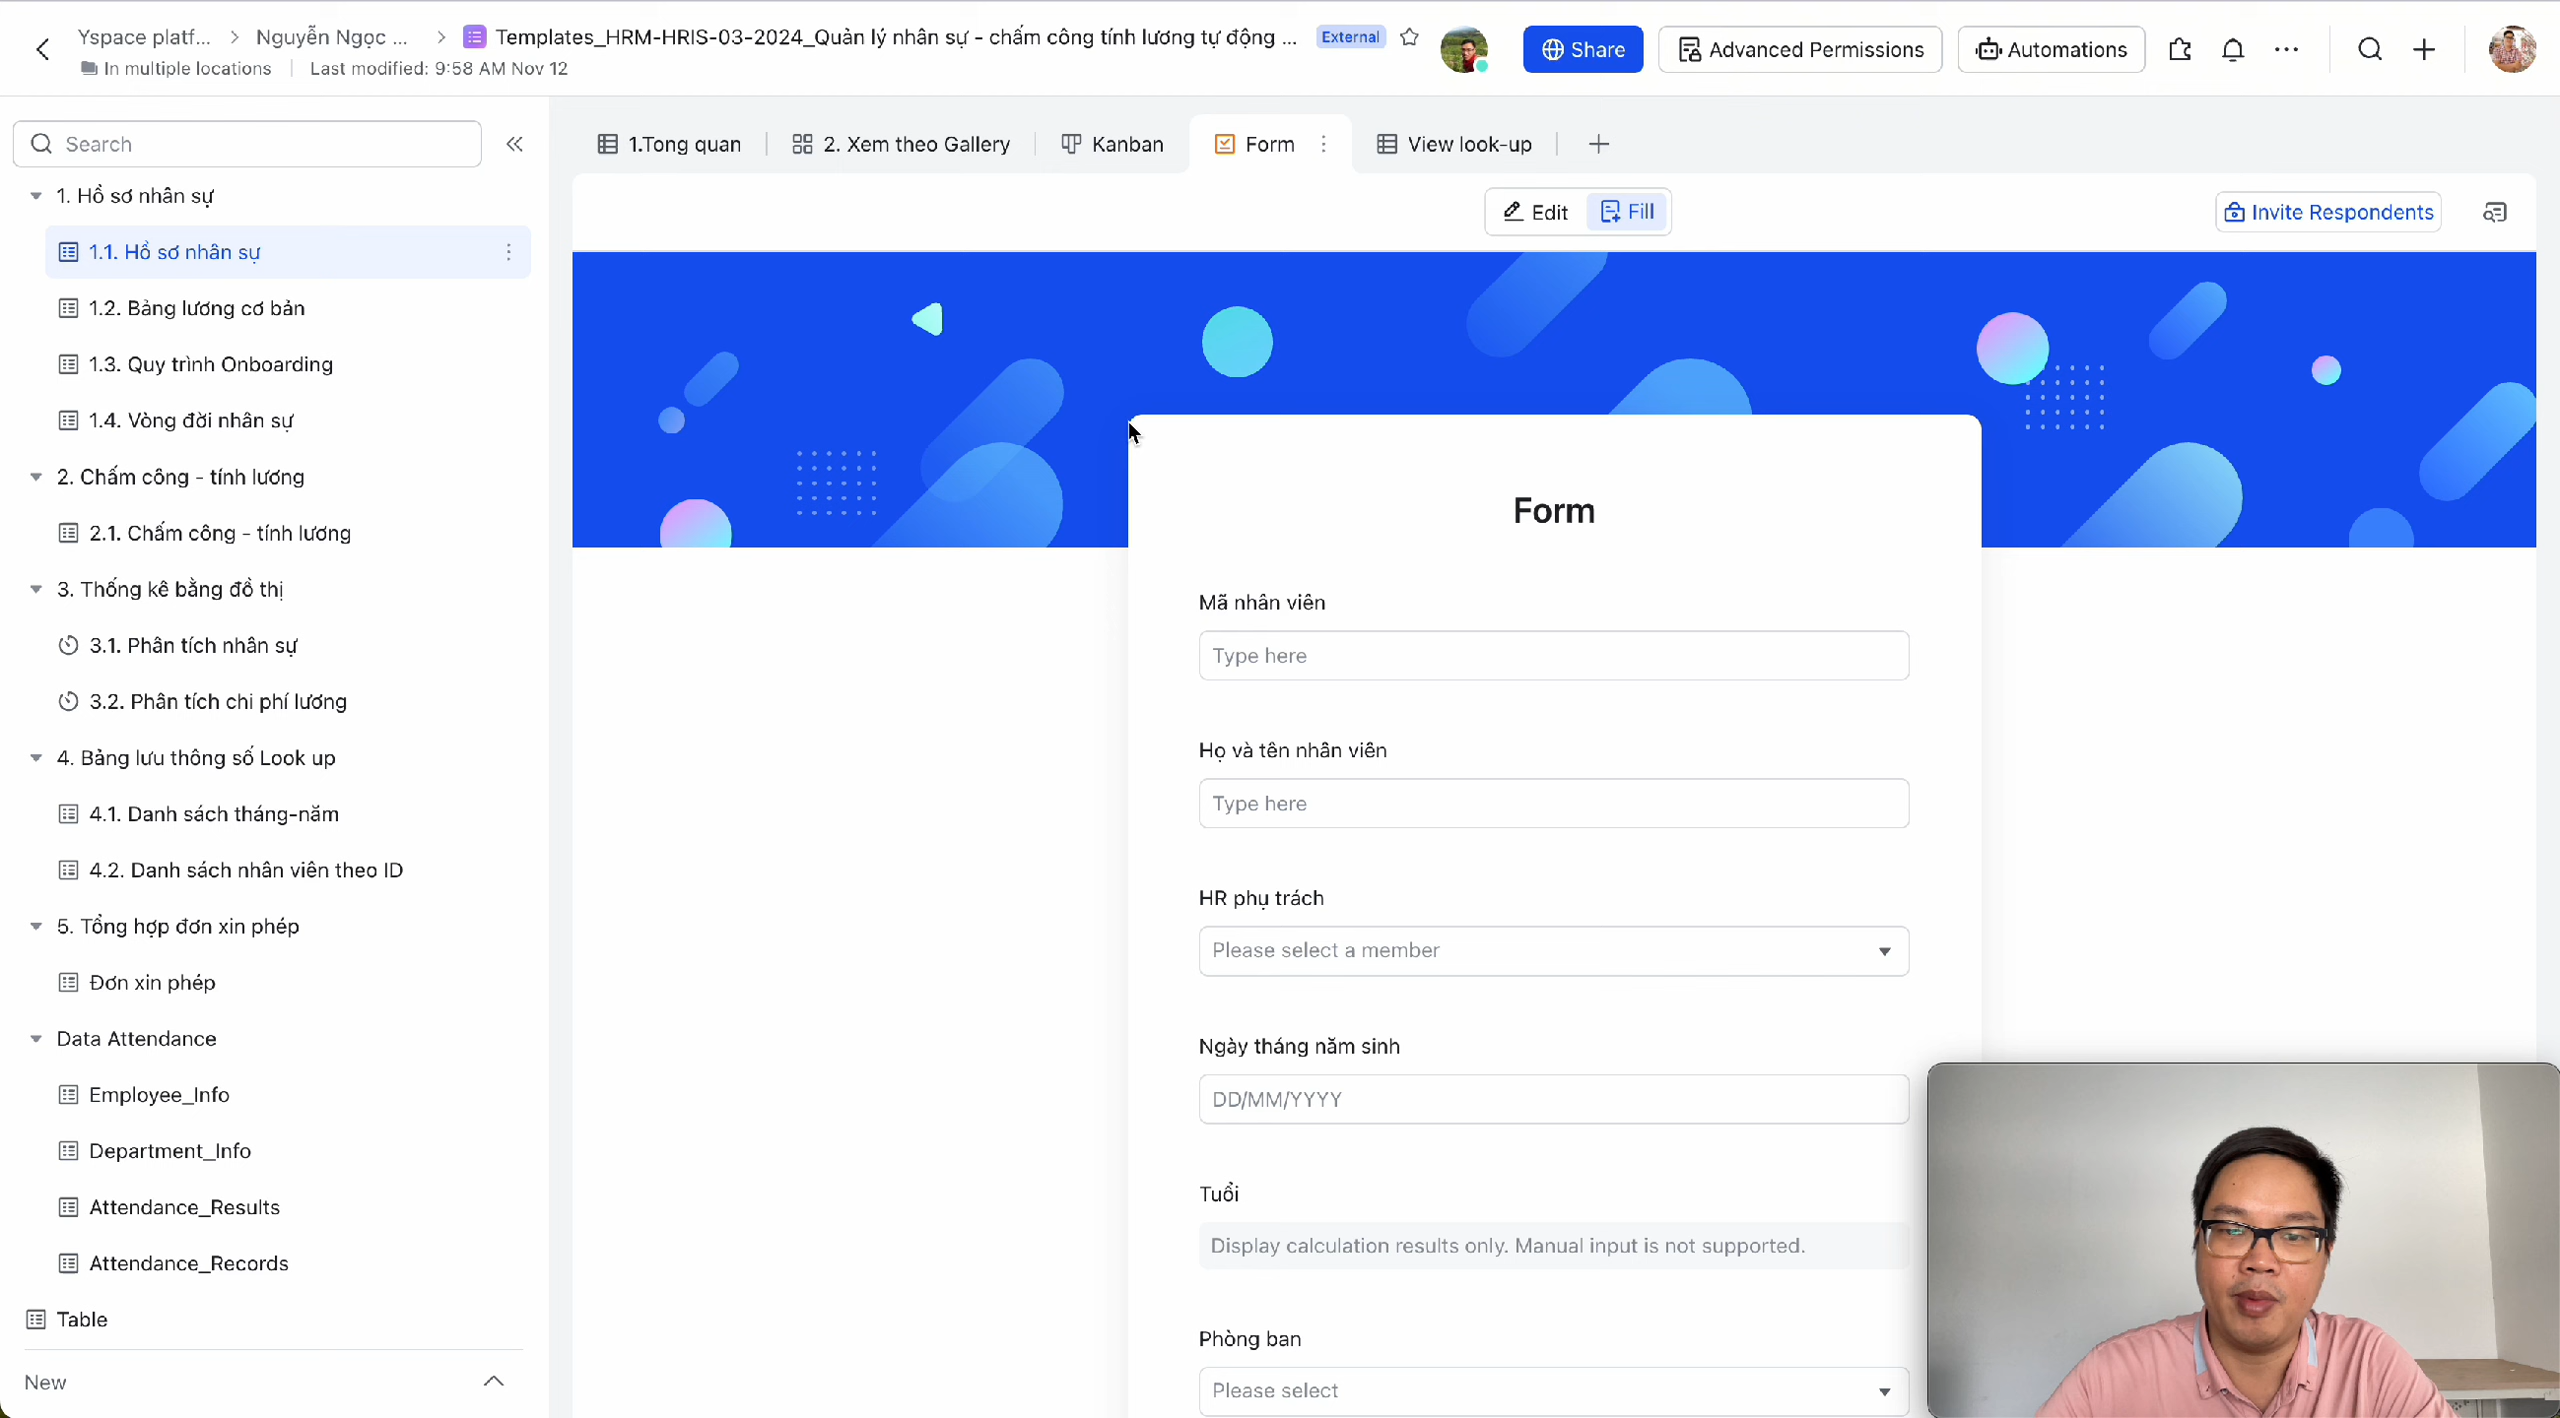 Yspace platf... > Nguyễn Ngọc ... > Templates_HRM-HRIS-03-2024_Quản lý nhân sự - chấm công tính lương tự động ... External
In multiple locations | Last modified: 9:58 AM Nov 12
Share
Advanced Permissions
Automations
Search
1. Hồ sơ nhân sự
1.1. Hồ sơ nhân sự
1.2. Bảng lương cơ bản
1.3. Quy trình Onboarding
1.4. Vòng đời nhân sự
2. Chấm công - tính lương
2.1. Chấm công - tính lương
3. Thống kê bằng đồ thị
3.1. Phân tích nhân sự
3.2. Phân tích chi phí lương
4. Bảng lưu thông số Look up
4.1. Danh sách tháng-năm
4.2. Danh sách nhân viên theo ID
5. Tổng hợp đơn xin phép
Đơn xin phép
Data Attendance
Employee_Info
Department_Info
Attendance_Results
Attendance_Records
Table
New
1.Tong quan
2. Xem theo Gallery
Kanban
Form
View look-up
Edit
Fill
Invite Respondents
Form
Mã nhân viên
Type here
Họ và tên nhân viên
Type here
HR phụ trách
Please select a member
Ngày tháng năm sinh
DD/MM/YYYY
Tuổi
Display calculation results only. Manual input is not supported.
Phòng ban
Please select